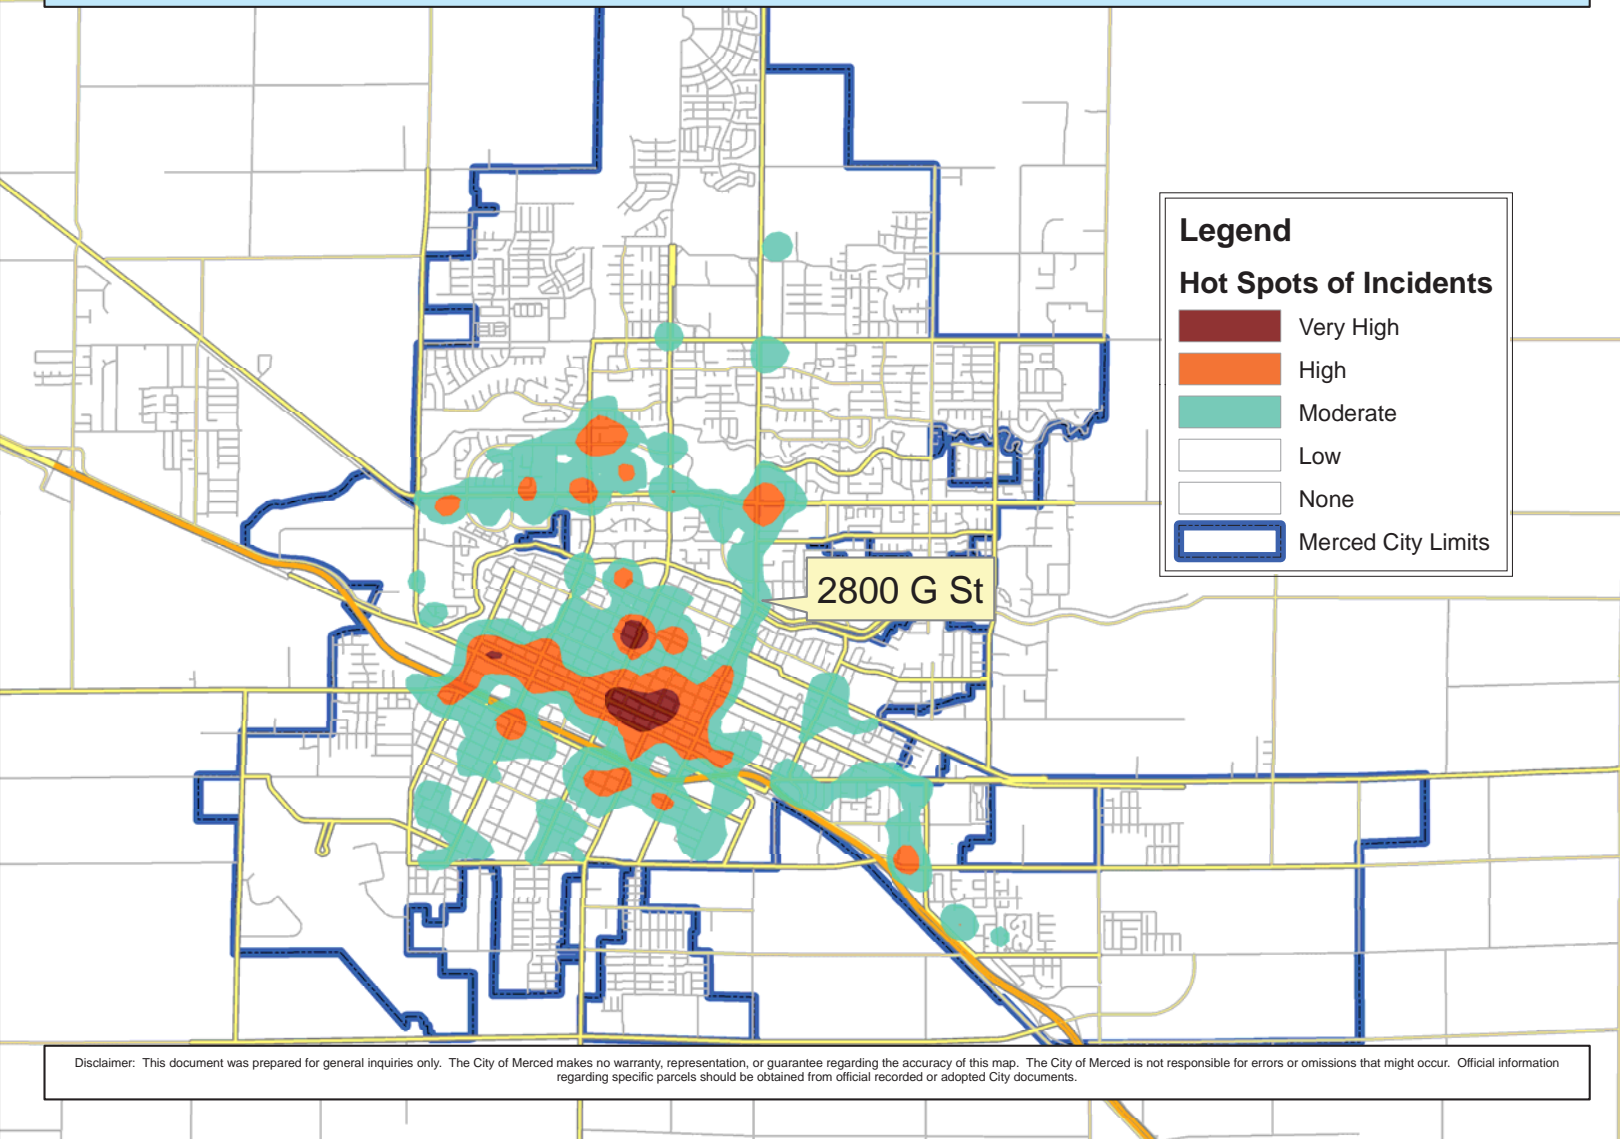 Legend
Hot Spots of Incidents
Very High
High
Moderate
Low
None
Merced City Limits
2800 G St
Disclaimer: This document was prepared for general inquiries only. The City of Merced makes no warranty, representation, or guarantee regarding the accuracy of this map. The City of Merced is not responsible for errors or omissions that might occur. Official information
regarding specific parcels should be obtained from official recorded or adopted City documents.